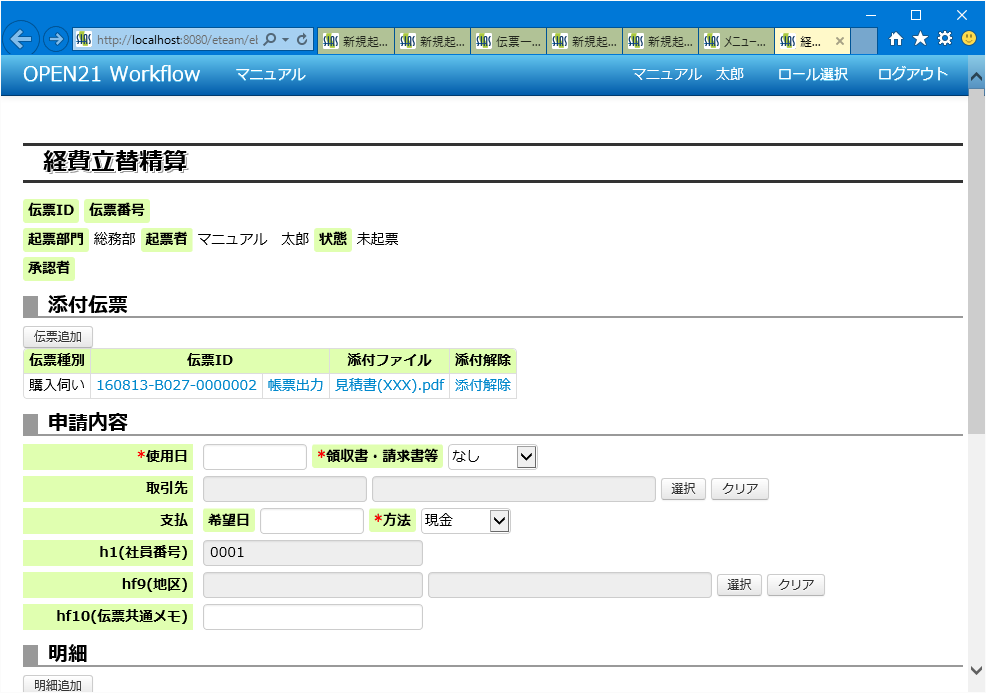 http://localhost:8080/eteam/el
新規起... 新規起... 伝票一... 新規起... 新規起... メニュー... 経...
OPEN21 Workflow マニュアル マニュアル 太郎 ロール選択 ログアウト
経費立替精算
伝票ID 伝票番号
起票部門 総務部 起票者 マニュアル 太郎 状態 未起票
承認者
添付伝票
伝票追加
伝票種別 伝票ID 添付ファイル 添付解除
購入伺い 160813-B027-0000002 帳票出力 見積書(XXX).pdf 添付解除
申請内容
*使用日 *領収書・請求書等 なし
取引先 選択 クリア
支払 希望日 *方法 現金
h1(社員番号) 0001
hf9(地区) 選択 クリア
hf10(伝票共通メモ)
明細
明細追加